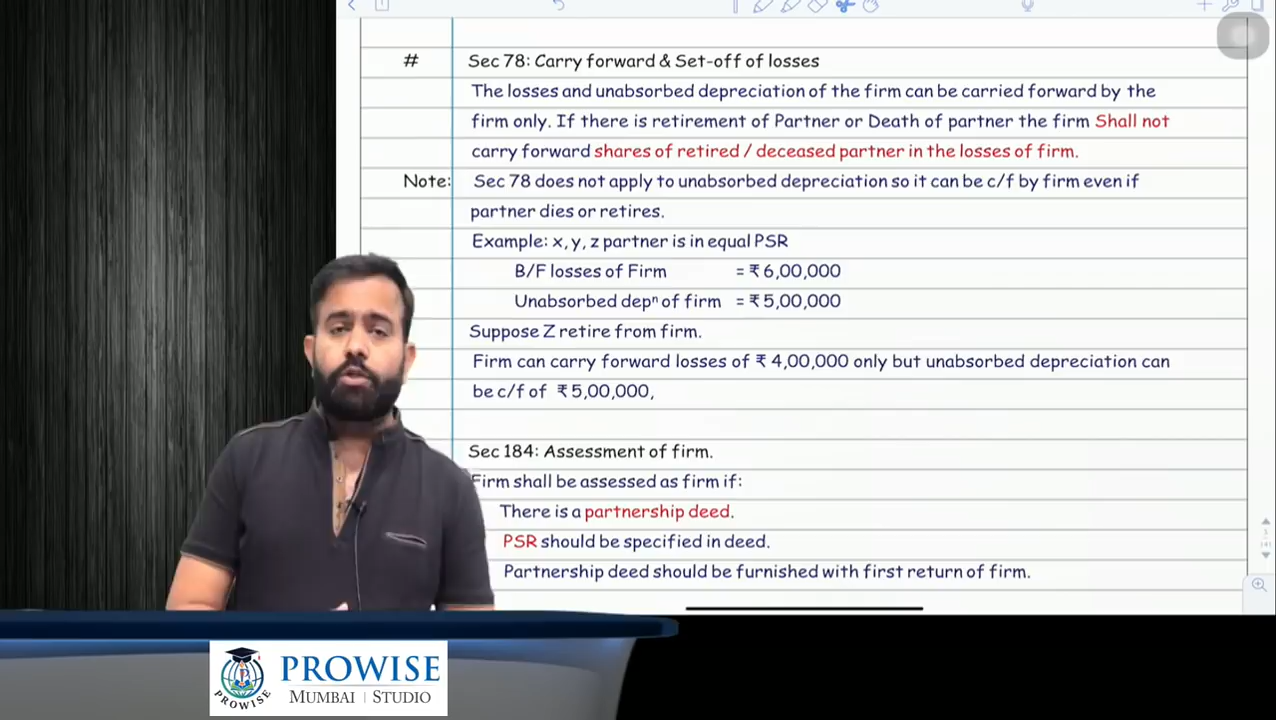 # Sec 78: Carry forward & Set-off of losses
The losses and unabsorbed depreciation of the firm can be carried forward by the
firm only. If there is retirement of Partner or Death of partner the firm Shall not
carry forward shares of retired / deceased partner in the losses of firm.
Note: Sec 78 does not apply to unabsorbed depreciation so it can be c/f by firm even if
partner dies or retires.
Example: x, y, z partner is in equal PSR
B/F losses of Firm = ₹ 6,00,000
Unabsorbed depⁿ of firm = ₹ 5,00,000
Suppose Z retire from firm.
Firm can carry forward losses of ₹ 4,00,000 only but unabsorbed depreciation can
be c/f of ₹ 5,00,000,
Sec 184: Assessment of firm.
Firm shall be assessed as firm if:
There is a partnership deed.
PSR should be specified in deed.
Partnership deed should be furnished with first return of firm.
PROWISE
PROWISE
MUMBAI | STUDIO